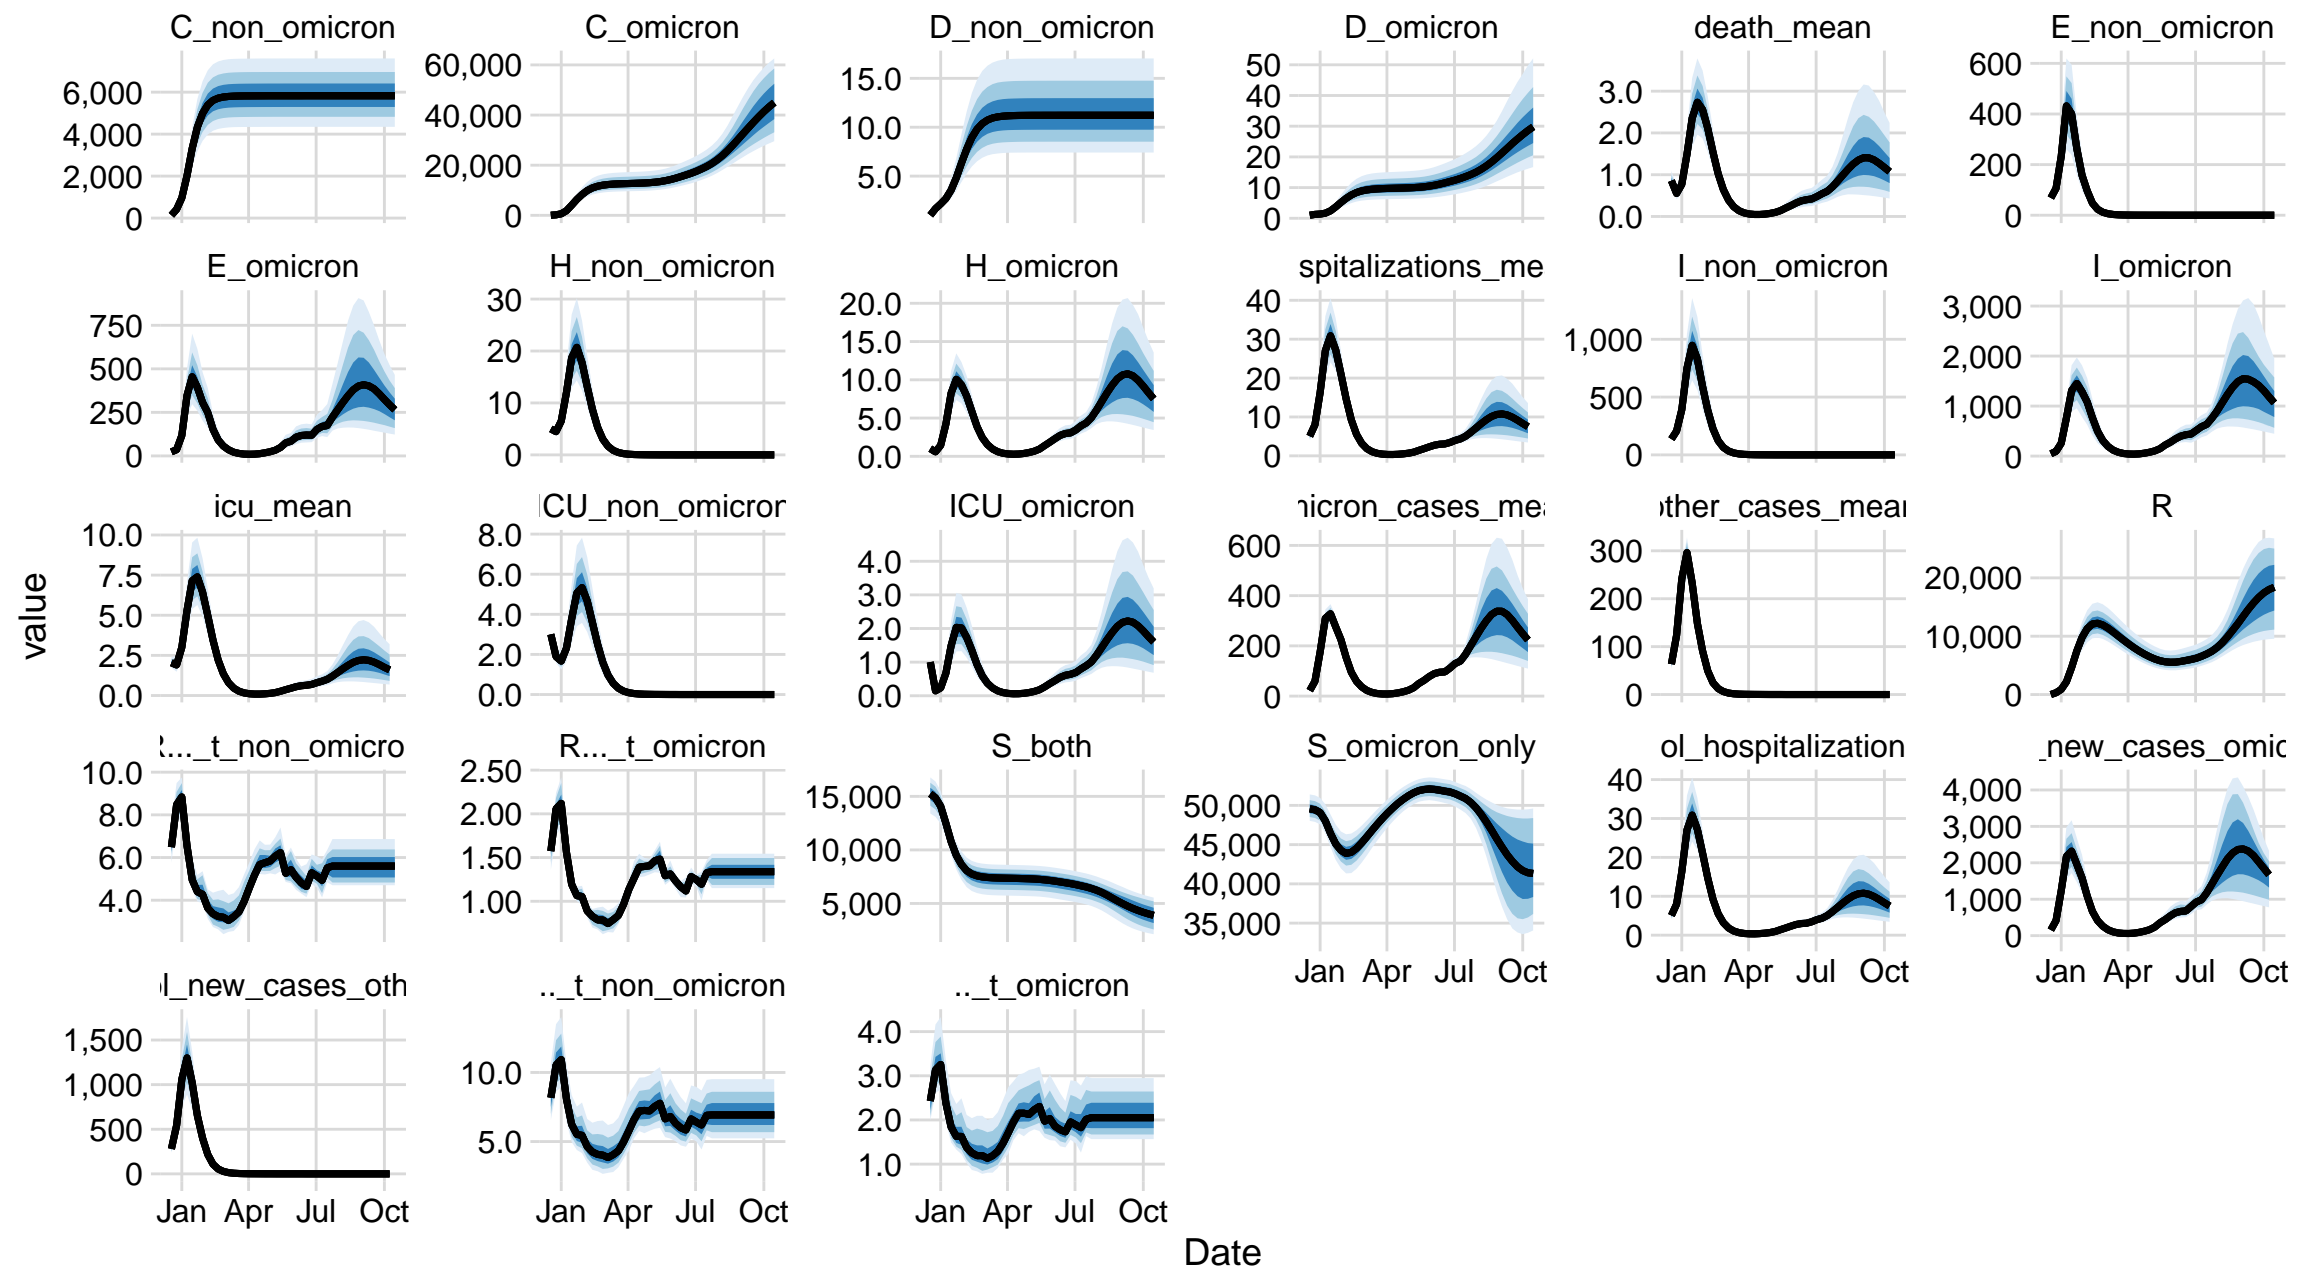 C_non_omicron C_omicron D_non_omicron D_omicron death_mean E_non_omicron
6,000 4,000 2,000 0
60,000 40,000 20,000 0
15.0 10.0 5.0
50 40 30 20 10 0
3.0 2.0 1.0 0.0
600 400 200 0
E_omicron H_non_omicron H_omicron spitalizations_me I_non_omicron I_omicron
750 500 250 0
30 20 10 0
20.0 15.0 10.0 5.0 0.0
40 30 20 10 0
1,000 500 0
3,000 2,000 1,000 0
icu_mean ICU_non_omicron ICU_omicron nicron_cases_mea other_cases_mean R
10.0 7.5 5.0 2.5 0.0
8.0 6.0 4.0 2.0 0.0
4.0 3.0 2.0 1.0 0.0
600 400 200 0
300 200 100 0
20,000 10,000 0
value
R..._t_non_omicro R..._t_omicron S_both S_omicron_only ol_hospitalization _new_cases_omic
10.0 8.0 6.0 4.0
2.50 2.00 1.50 1.00
15,000 10,000 5,000
50,000 45,000 40,000 35,000
40 30 20 10 0
4,000 3,000 2,000 1,000 0
Jan Apr Jul Oct Jan Apr Jul Oct Jan Apr Jul Oct
l_new_cases_oth .._t_non_omicron .._t_omicron
1,500 1,000 500 0
10.0 5.0
4.0 3.0 2.0 1.0
Jan Apr Jul Oct Jan Apr Jul Oct Jan Apr Jul Oct
Date